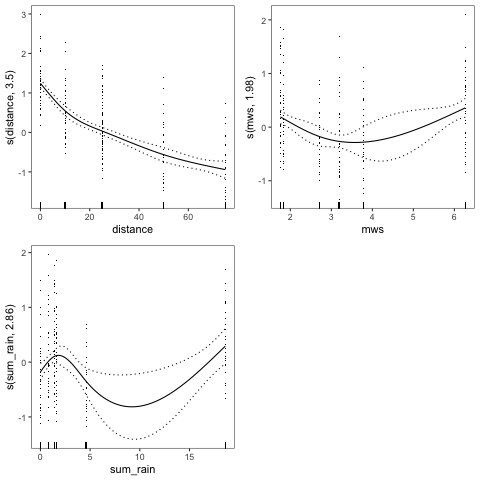 3
2
1
0
-1
s(distance, 3.5)
0 20 40 60
distance
2
1
0
-1
s(mws, 1.98)
2 3 4 5 6
mws
2
1
0
-1
s(sum_rain, 2.86)
0 5 10 15
sum_rain